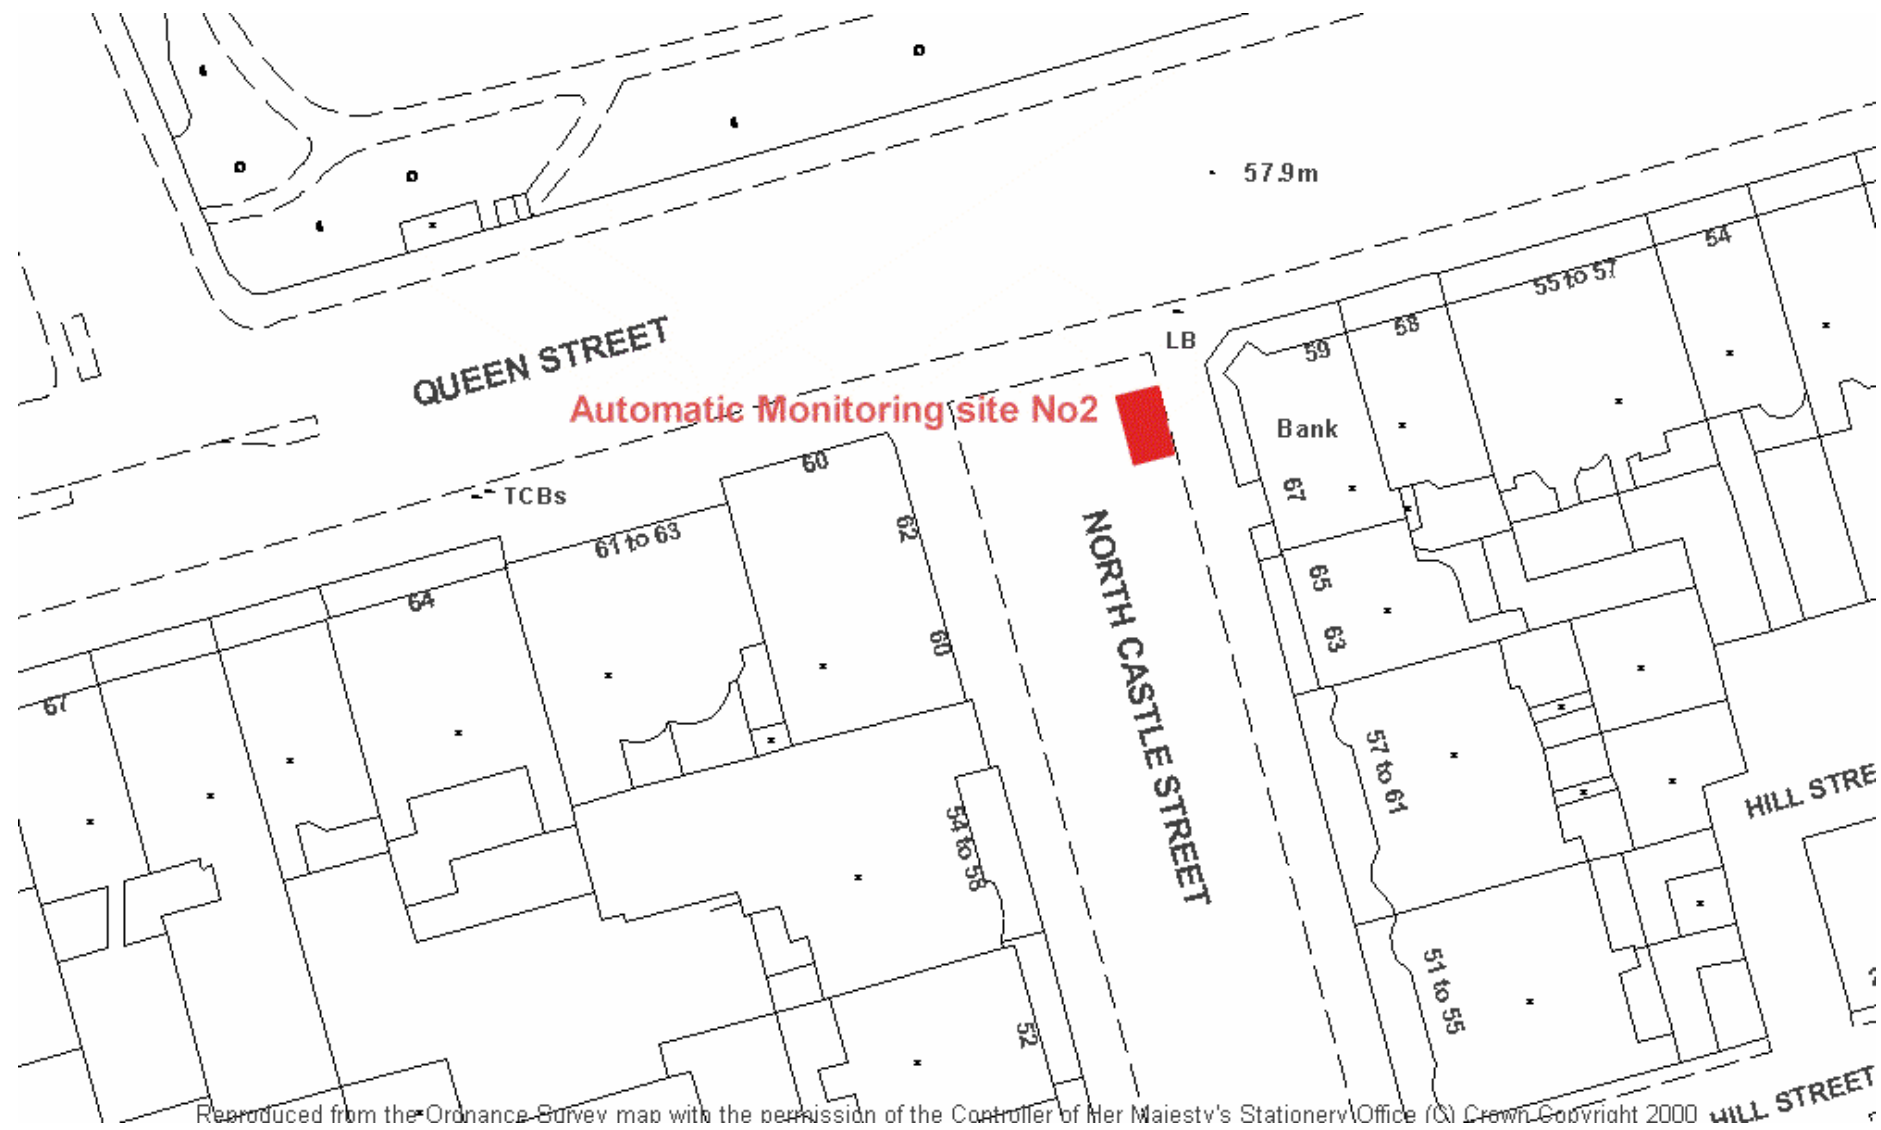 57.9m
54
55 to 57
58
59
LB
QUEEN STREET
Automatic Monitoring site No2
Bank
67
60
TCBs
61 to 63
62
64
65
60
63
67
NORTH CASTLE STREET
57 to 61
HILL STRE
54 to 58
51 to 55
52
HILL STREET
Reproduced from the Ordnance Survey map with the permission of the Controller of Her Majesty's Stationery Office (C) Crown Copyright 2000